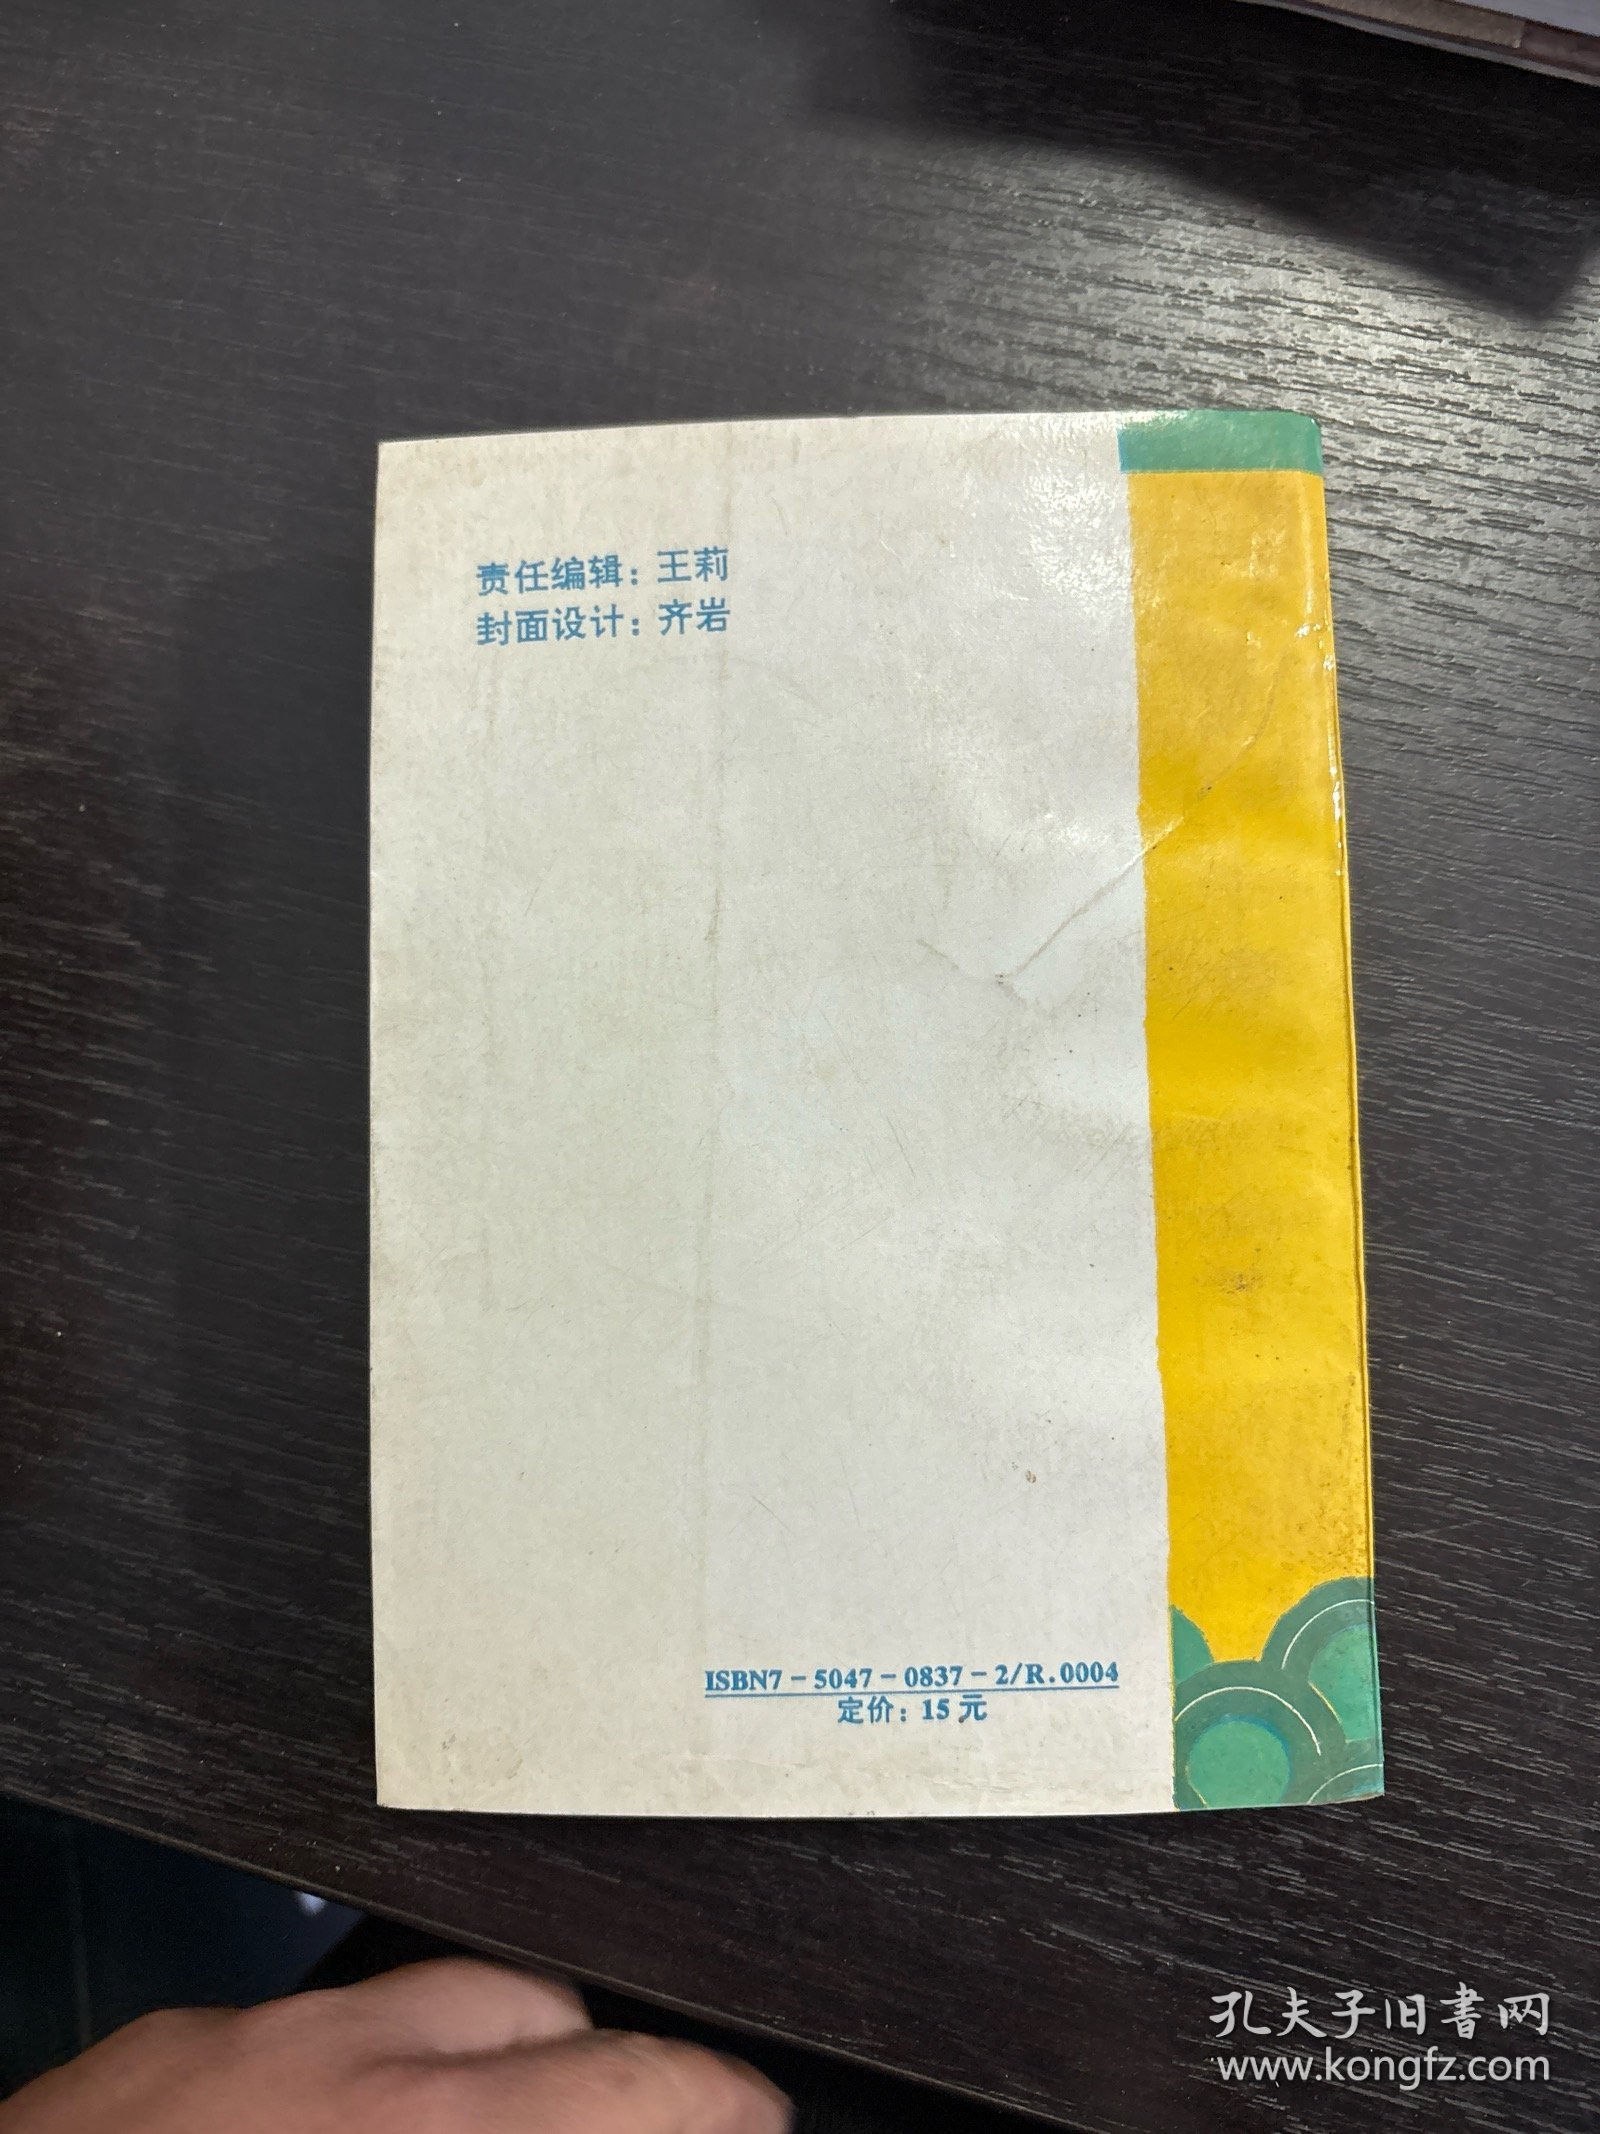 责任编辑：王莉
封面设计：齐岩
ISBN7-5047-0837-2/R.0004
定价：15元
孔夫子旧書网
www.kongfz.com